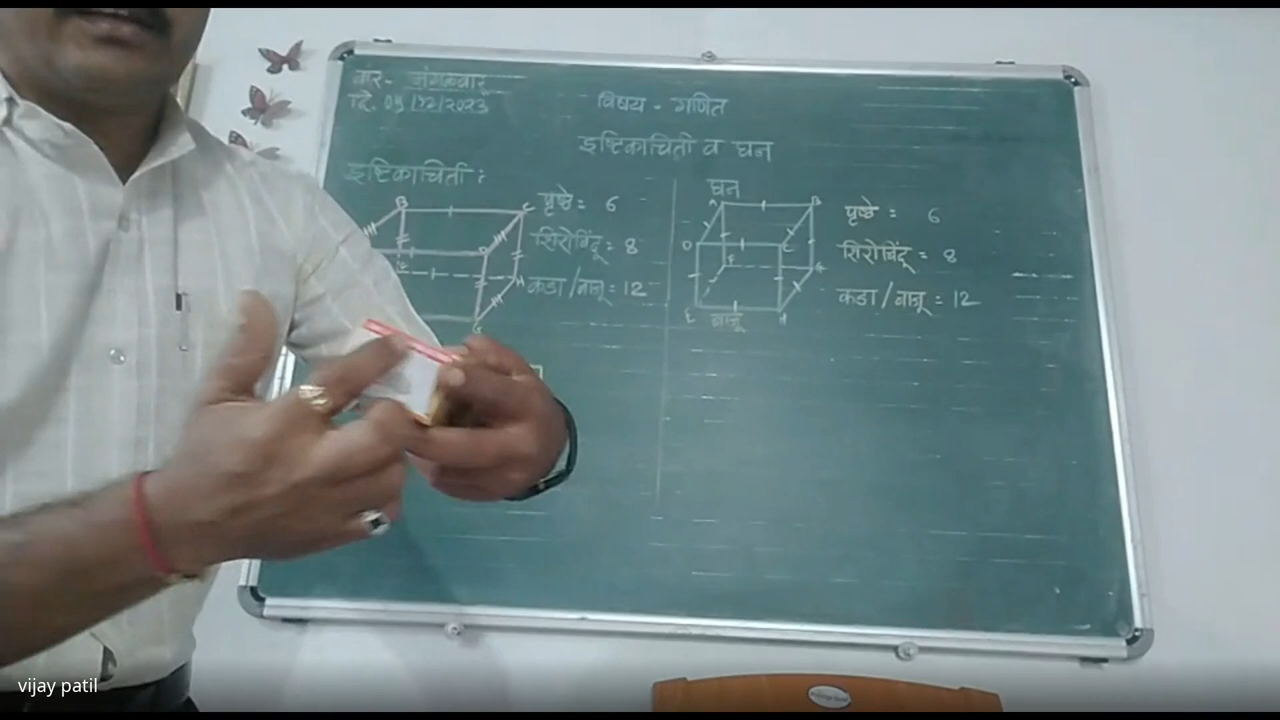 वार- मंगळवार
दि. 05/12/2023
विषय - गणित
इष्टिकाचिती व घन
इष्टिकाचिती :
B
C
D
H
G
पृष्ठे = 6
शिरोबिंदू = 8
कडा /बाजू = 12
घन
A
B
D
C
F
G
E
H
बाजू
पृष्ठे = 6
शिरोबिंदू = 8
कडा /बाजू = 12
vijay patil